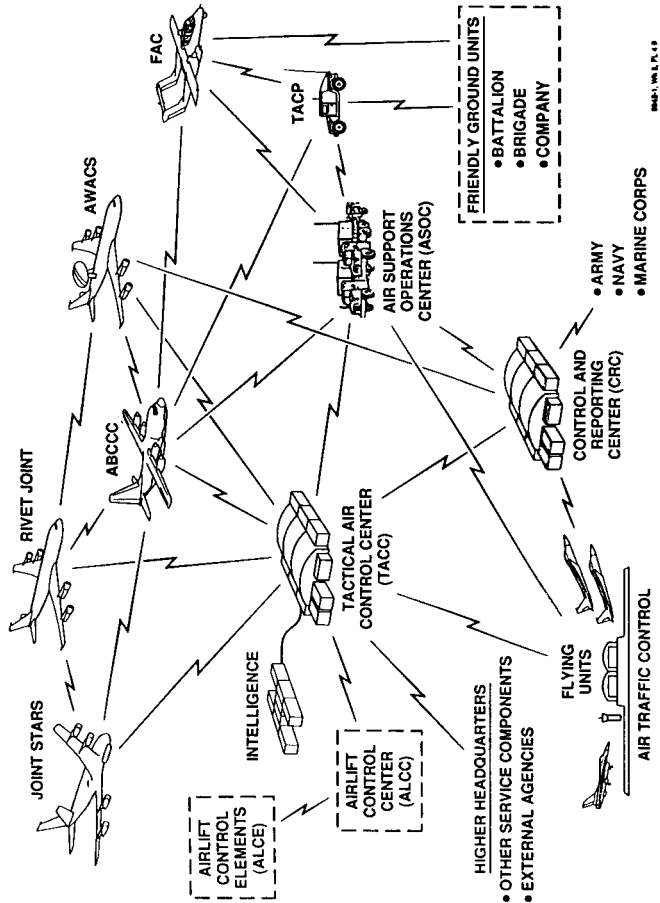 JOINT STARS
RIVET JOINT
AWACS
FAC
ABCCC
TACP
INTELLIGENCE
TACTICAL AIR
CONTROL CENTER
(TACC)
AIR SUPPORT
OPERATIONS
CENTER (ASOC)
FRIENDLY GROUND UNITS
• BATTALION
• BRIGADE
• COMPANY
AIRLIFT
CONTROL
ELEMENTS
(ALCE)
AIRLIFT
CONTROL
CENTER
(ALCC)
HIGHER HEADQUARTERS
• OTHER SERVICE COMPONENTS
• EXTERNAL AGENCIES
FLYING
UNITS
AIR TRAFFIC CONTROL
CONTROL AND
REPORTING
CENTER (CRC)
• ARMY
• NAVY
• MARINE CORPS